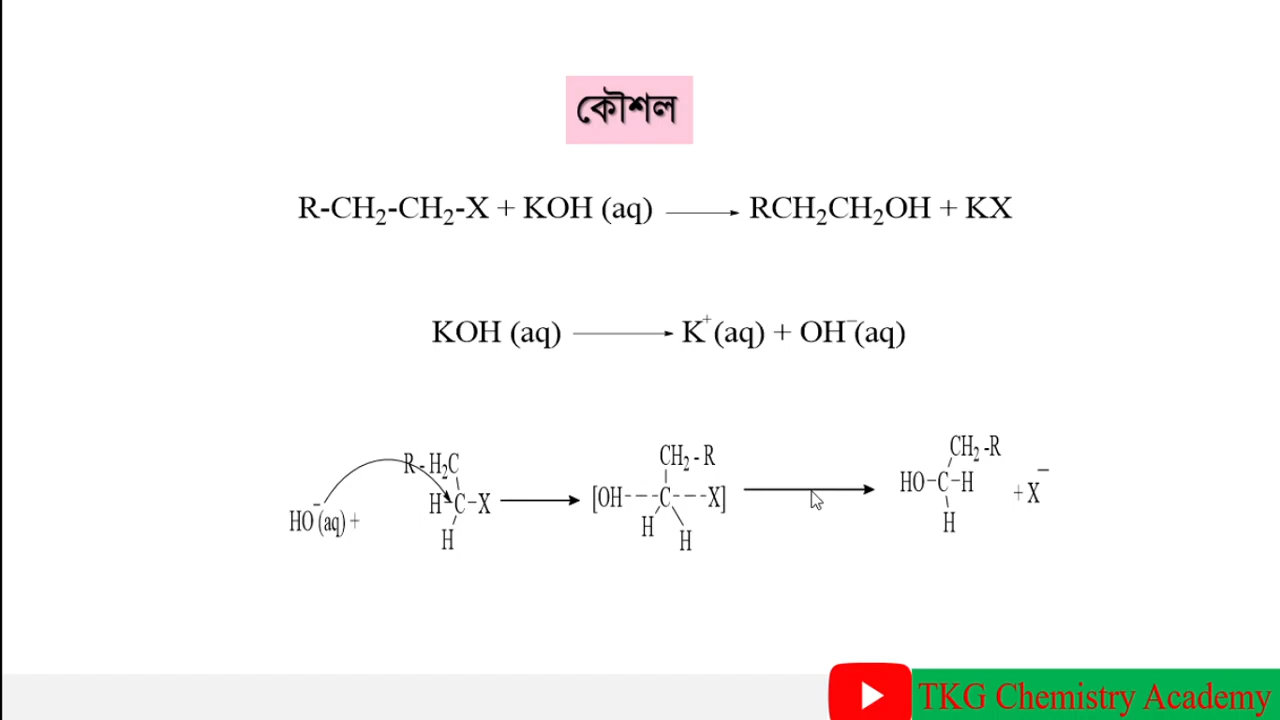 কৌশল
R-CH₂-CH₂-X + KOH (aq) ⟶ RCH₂CH₂OH + KX
KOH (aq) ⟶ K⁺(aq) + OH⁻(aq)
R - H₂C CH₂ - R CH₂ -R
HO⁻(aq) + H-C-X ⟶ [OH---C---X] ⟶ HO-C-H + X⁻
H H H H
TKG Chemistry Academy